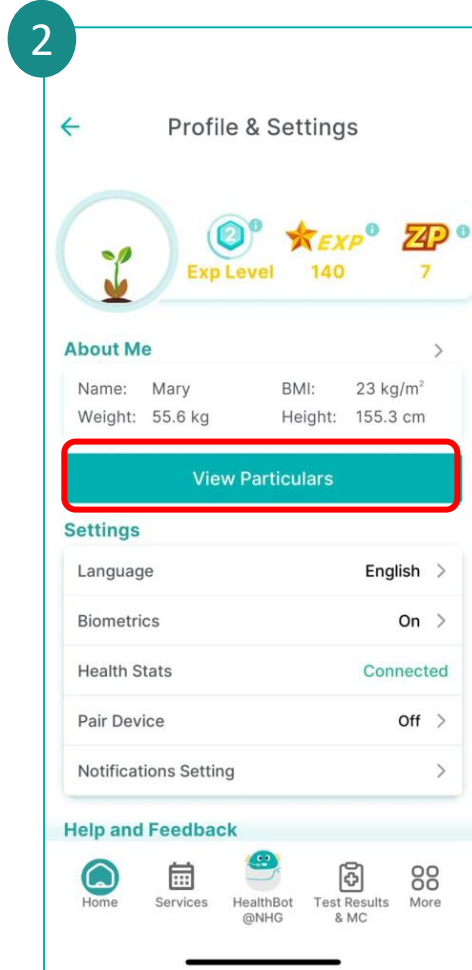 2
Profile & Settings
2 EXP ZP
Exp Level 140 7
About Me
Name: Mary BMI: 23 kg/m²
Weight: 55.6 kg Height: 155.3 cm
View Particulars
Settings
Language English
Biometrics On
Health Stats Connected
Pair Device Off
Notifications Setting
Help and Feedback
Home Services HealthBot Test Results More
@NHG & MC